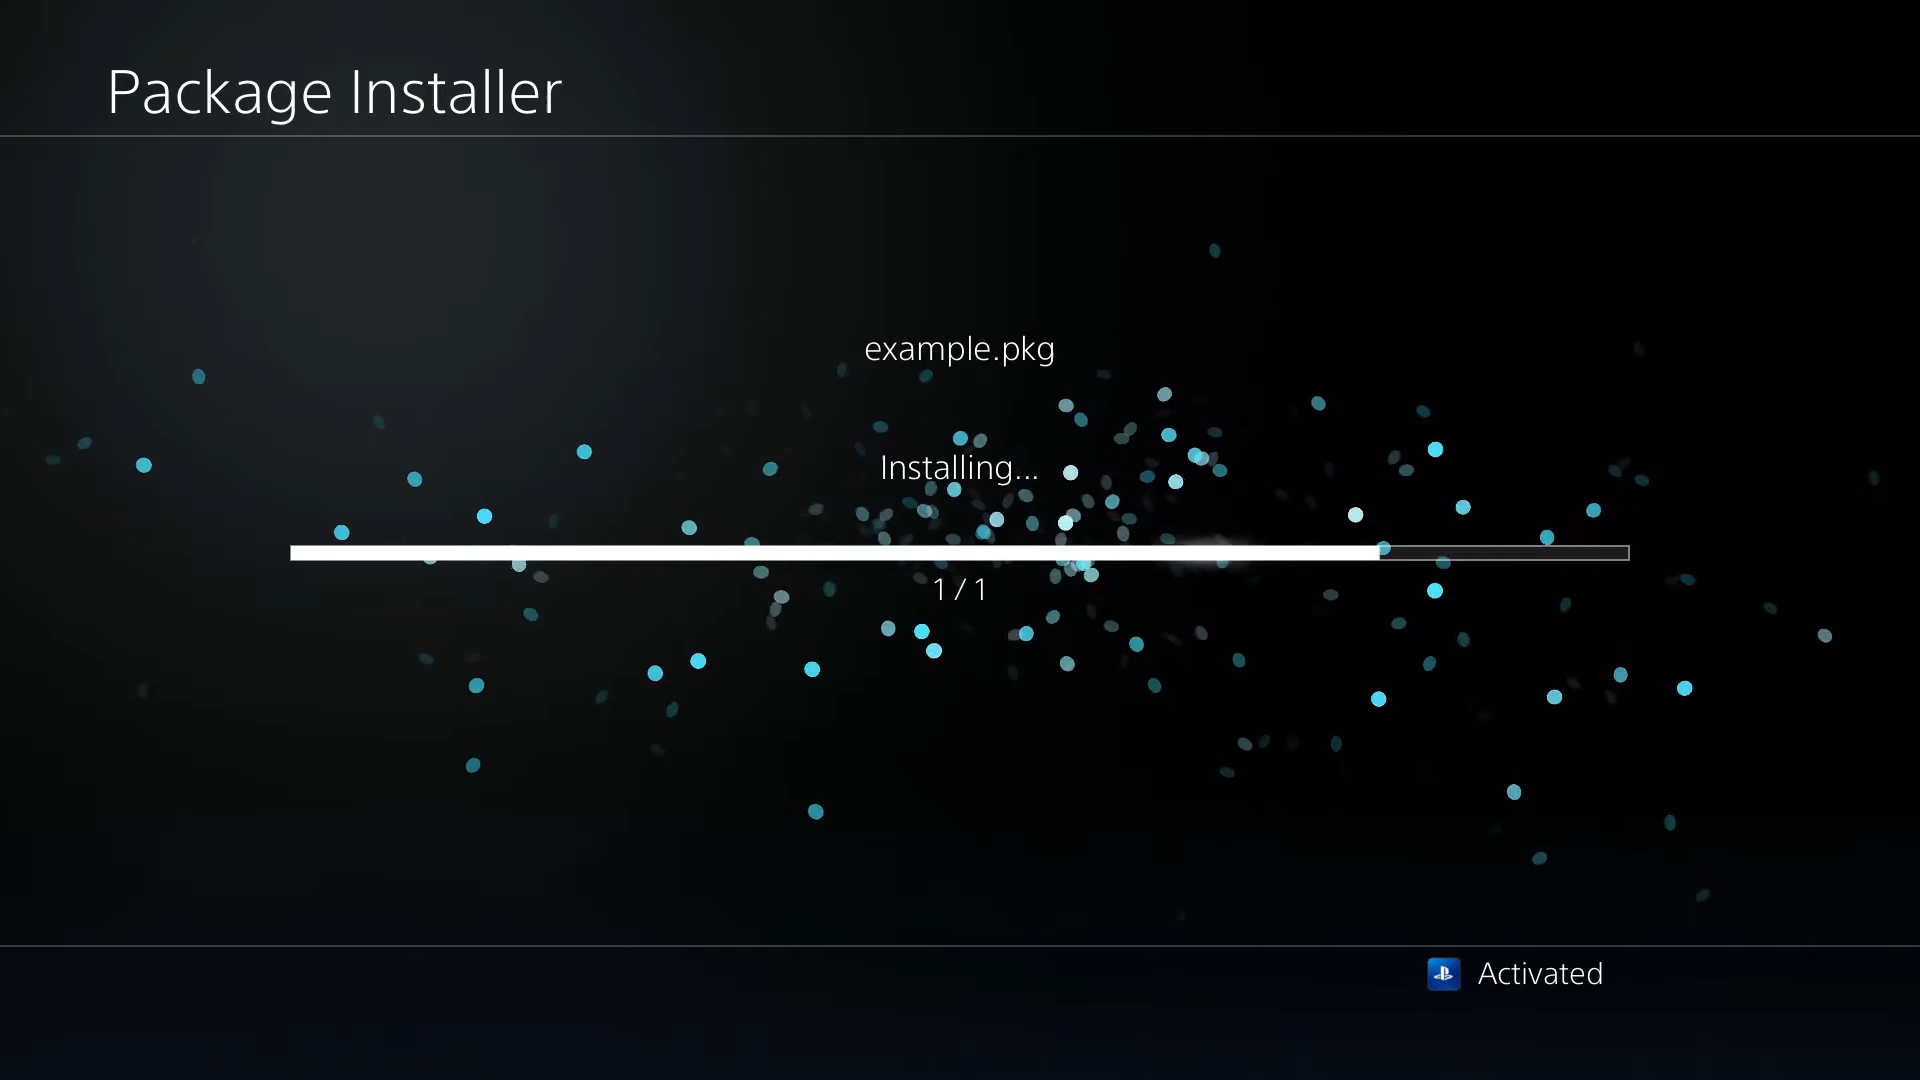 Package Installer
example.pkg
Installing...
1 / 1
Activated